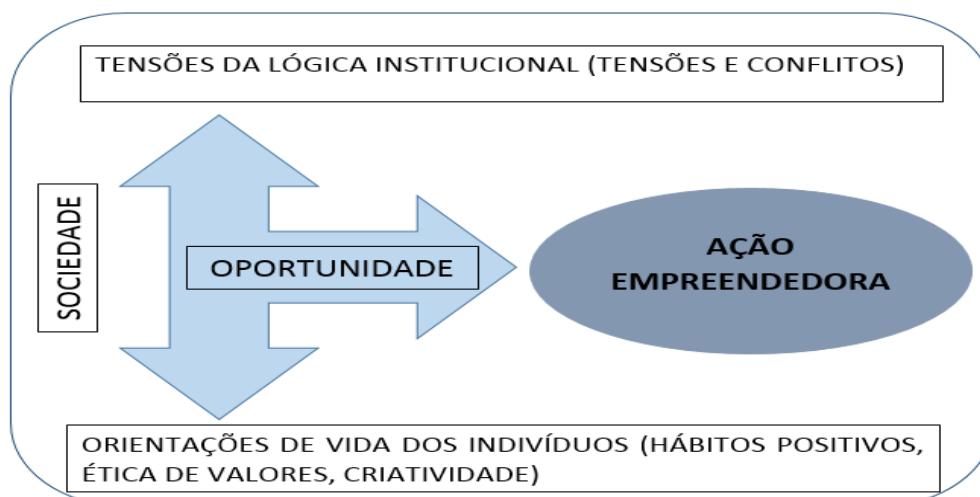 TENSÕES DA LÓGICA INSTITUCIONAL (TENSÕES E CONFLITOS)
SOCIEDADE
OPORTUNIDADE
AÇÃO
EMPREENDEDORA
ORIENTAÇÕES DE VIDA DOS INDIVÍDUOS (HÁBITOS POSITIVOS,
ÉTICA DE VALORES, CRIATIVIDADE)